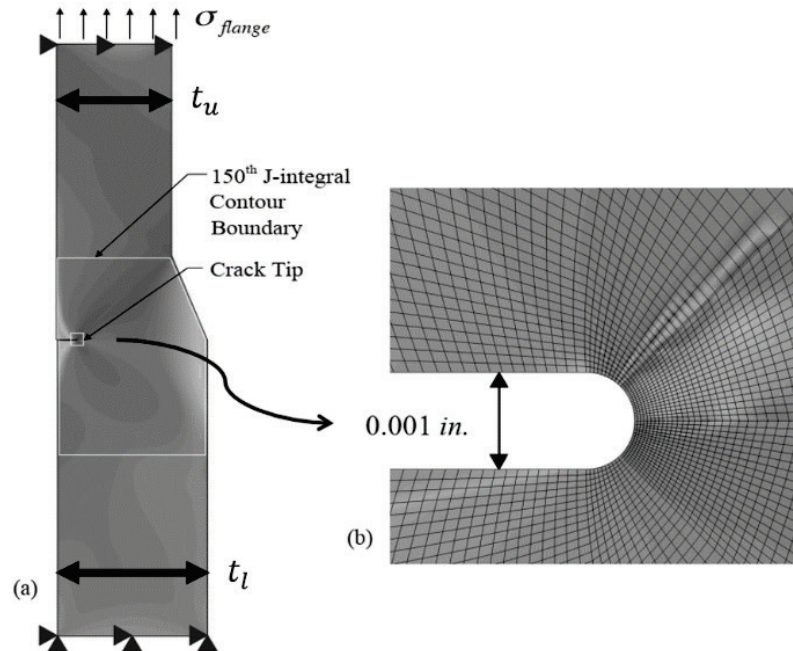 σ_flange
t_u
150th J-integral
Contour
Boundary
Crack Tip
0.001 in.
(b)
t_l
(a)